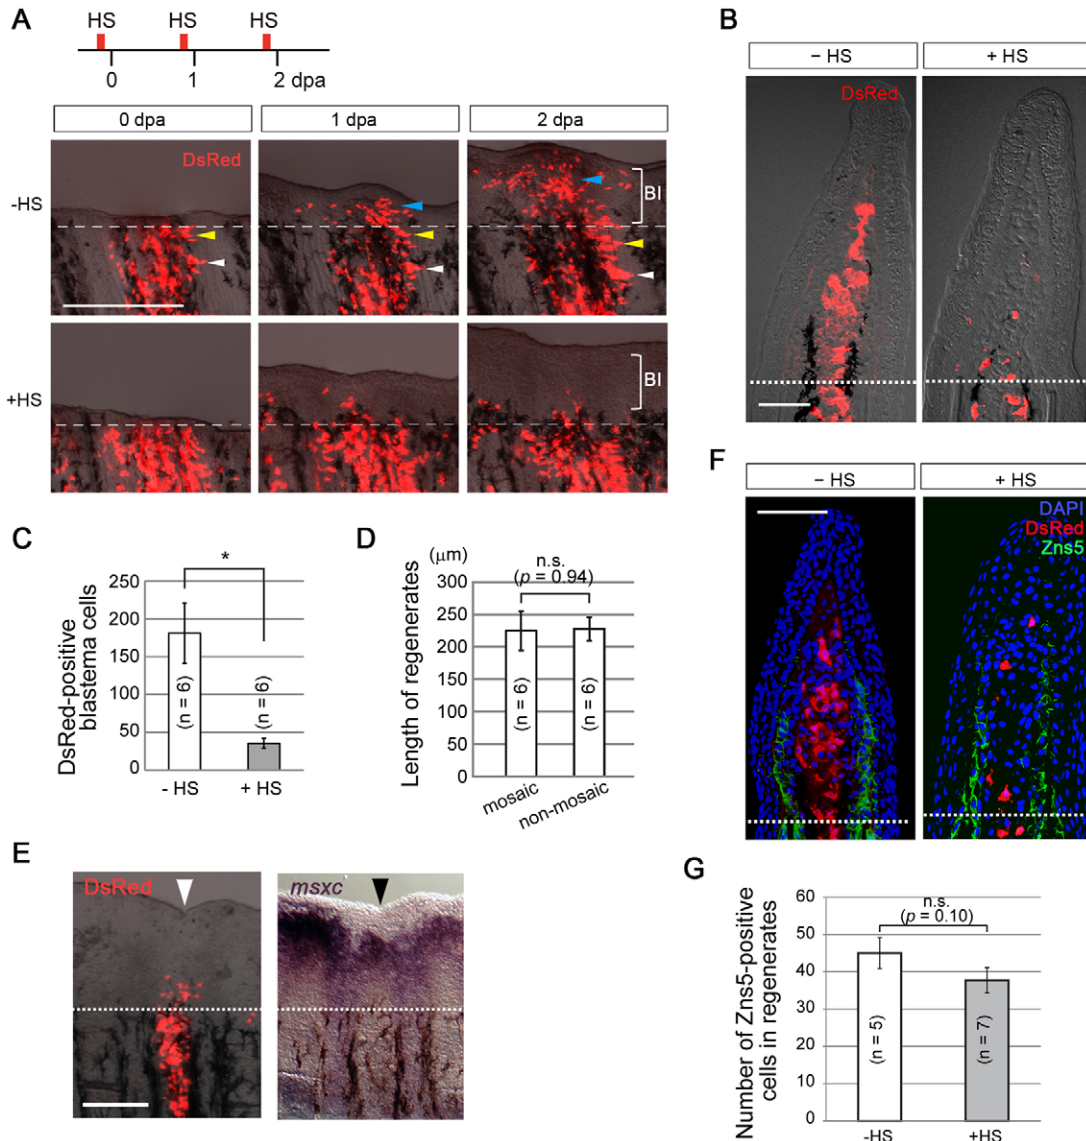 A
HS HS HS
0 1 2 dpa
0 dpa 1 dpa 2 dpa
-HS
DsRed
BI
+HS
BI
B
– HS + HS
DsRed
C
*
DsRed-positive
blastema cells
250
200
150
100
50
0
(n = 6) (n = 6)
- HS + HS
D
(μm)
n.s.
(p = 0.94)
Length of regenerates
300
250
200
150
100
50
0
(n = 6) (n = 6)
mosaic non-mosaic
E
DsRed
msxc
F
– HS + HS
DAPI
DsRed
Zns5
G
Number of Zns5-positive
cells in regenerates
60
50
40
30
20
10
0
n.s.
(p = 0.10)
(n = 5) (n = 7)
-HS +HS